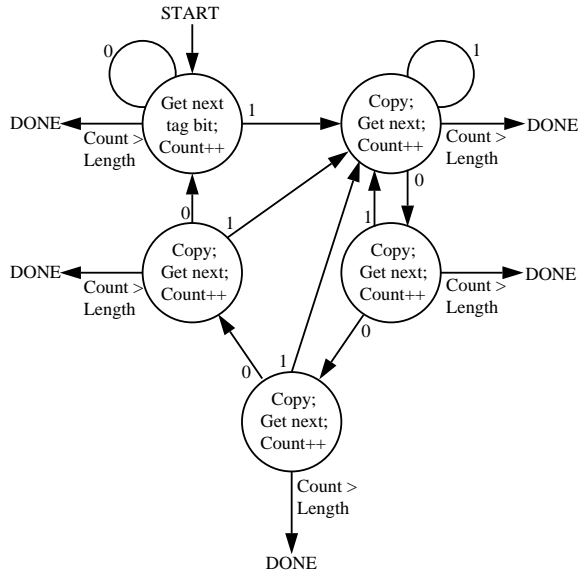 START
0
1
Get next
tag bit;
Count++
1
Copy;
Get next;
Count++
DONE
Count >
Length
Count >
Length
DONE
0
0
1
1
Copy;
Get next;
Count++
Copy;
Get next;
Count++
DONE
Count >
Length
Count >
Length
DONE
0
0
1
Copy;
Get next;
Count++
Count >
Length
DONE